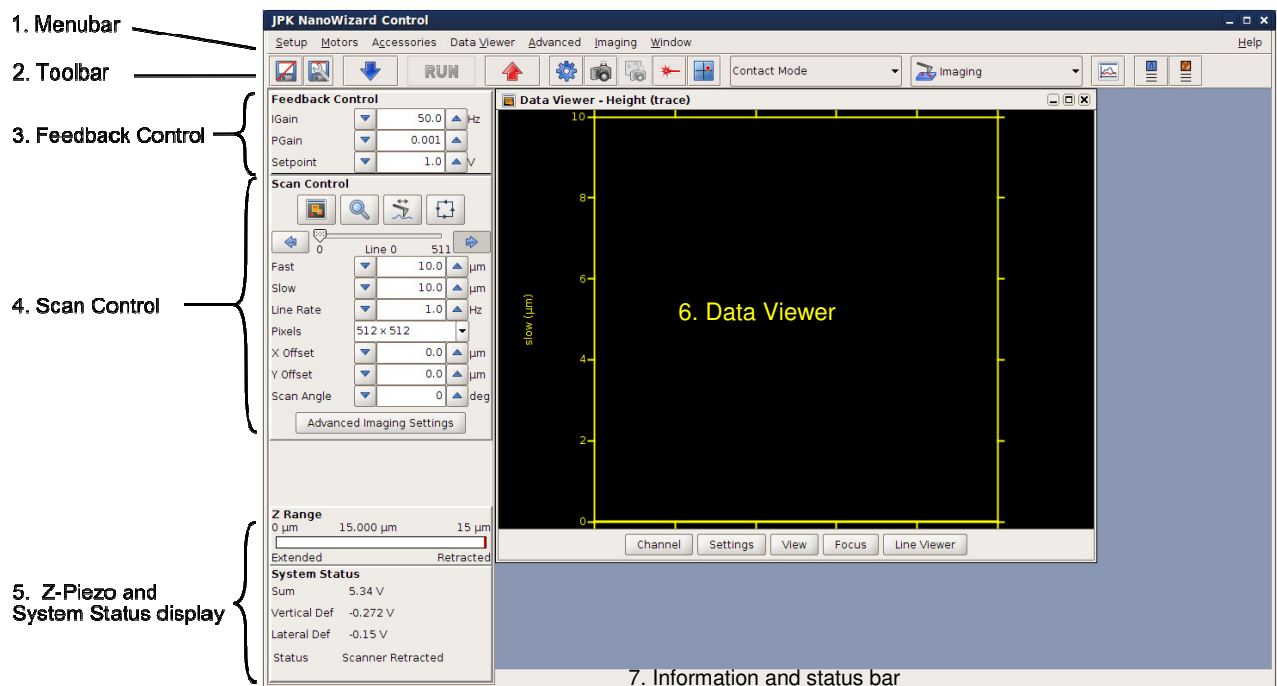 JPK NanoWizard Control
1. Menubar
Setup Motors Accessories Data Viewer Advanced Imaging Window Help
2. Toolbar
RUN Contact Mode Imaging
3. Feedback Control
Feedback Control
IGain 50.0 Hz
PGain 0.001
Setpoint 1.0 V
4. Scan Control
Scan Control
0 Line 0 511
Fast 10.0 µm
Slow 10.0 µm
Line Rate 1.0 Hz
Pixels 512 x 512
X Offset 0.0 µm
Y Offset 0.0 µm
Scan Angle 0 deg
Advanced Imaging Settings
5. Z-Piezo and
System Status display
Z Range
0 µm 15.000 µm 15 µm
Extended Retracted
System Status
Sum 5.34 V
Vertical Def -0.272 V
Lateral Def -0.15 V
Status Scanner Retracted
Data Viewer - Height (trace)
10
8
6
4
2
0
slow (µm)
6. Data Viewer
Channel Settings View Focus Line Viewer
7. Information and status bar